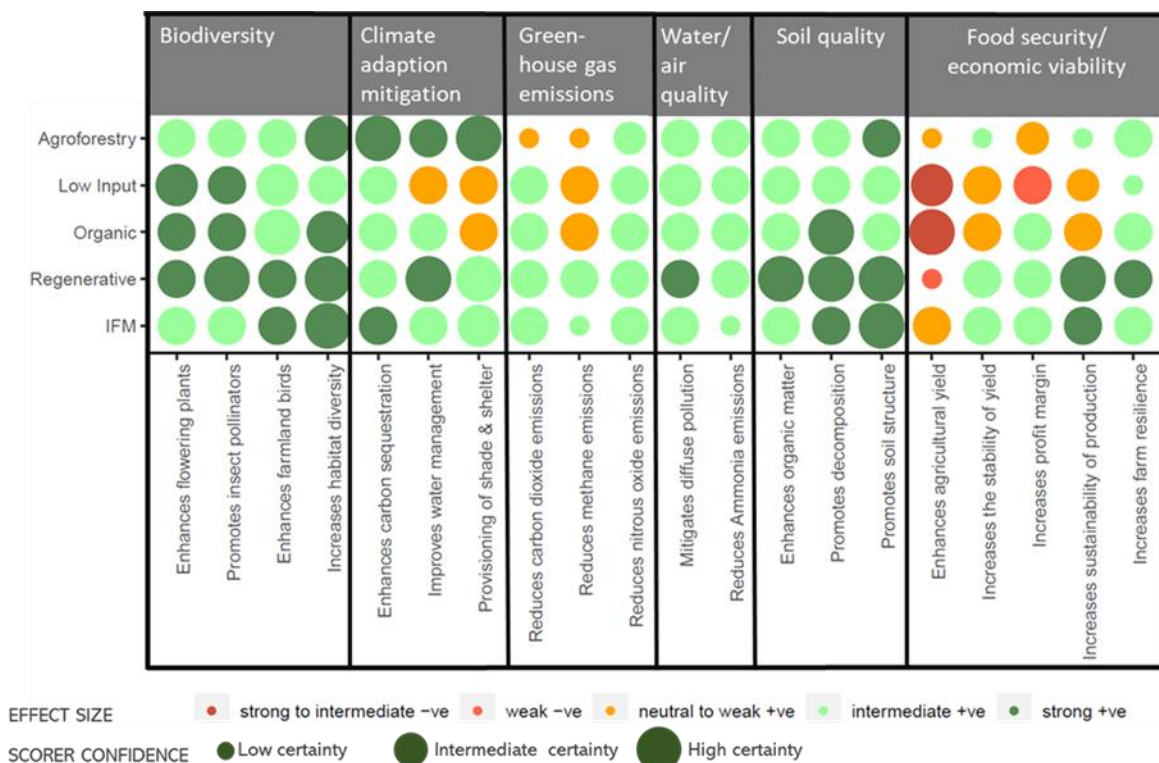 Biodiversity
Climate
adaption
mitigation
Green-
house gas
emissions
Water/
air
quality
Soil quality
Food security/
economic viability
Agroforestry
Low Input
Organic
Regenerative
IFM
Enhances flowering plants
Promotes insect pollinators
Enhances farmland birds
Increases habitat diversity
Enhances carbon sequestration
Improves water management
Provisioning of shade & shelter
Reduces carbon dioxide emissions
Reduces methane emissions
Reduces nitrous oxide emissions
Mitigates diffuse pollution
Reduces Ammonia emissions
Enhances organic matter
Promotes decomposition
Promotes soil structure
Enhances agricultural yield
Increases the stability of yield
Increases profit margin
Increases sustainability of production
Increases farm resilience
EFFECT SIZE strong to intermediate −ve weak −ve neutral to weak +ve intermediate +ve strong +ve
SCORER CONFIDENCE Low certainty Intermediate certainty High certainty